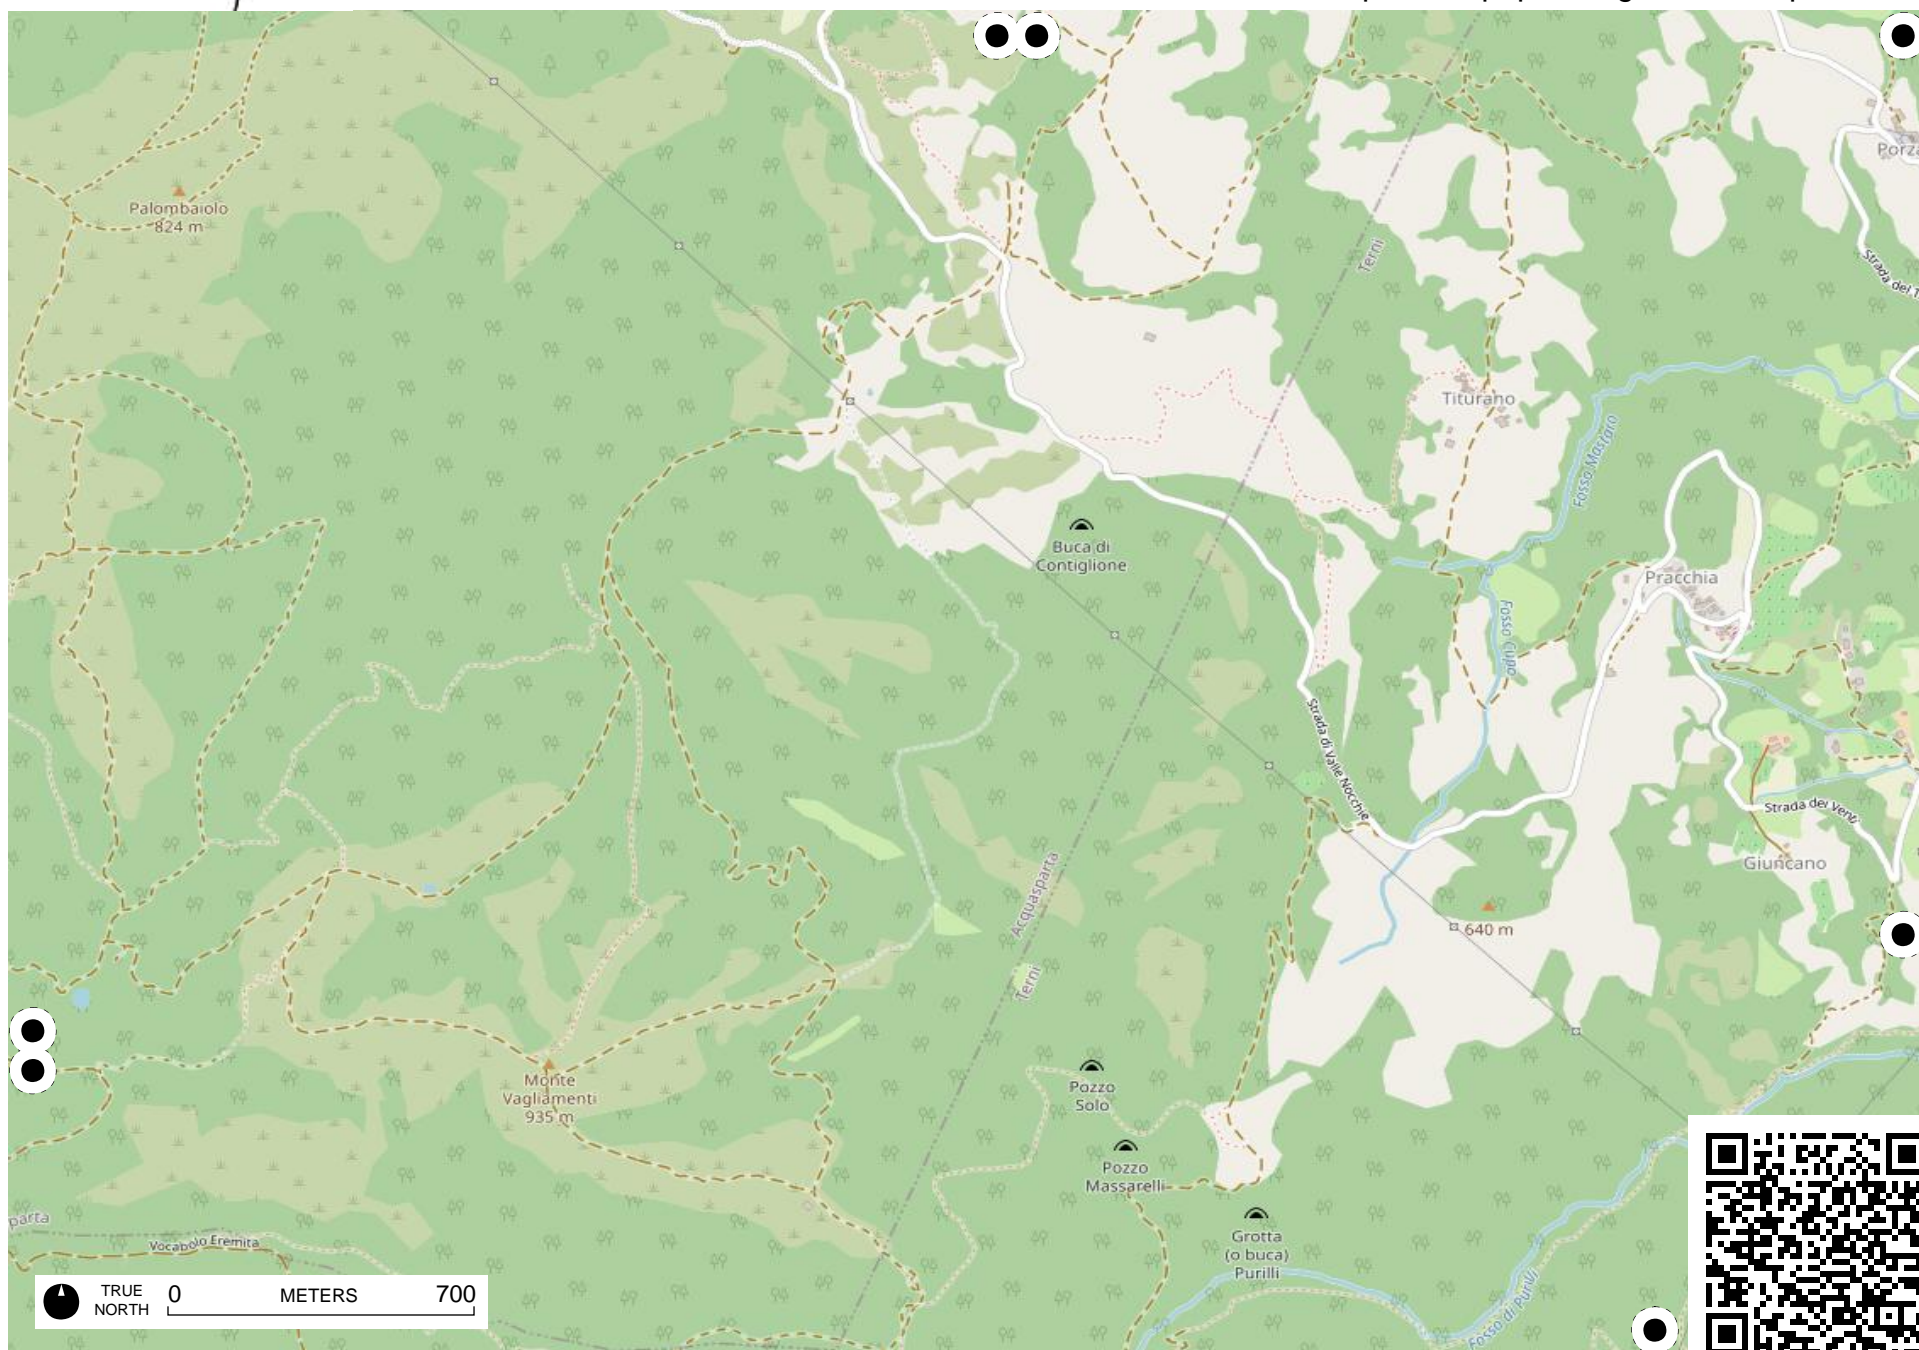 Porza
Palombaiolo
824 m
Terni
Strada del T
Titurano
Fosso Mastaro
Buca di
Contiglione
Pracchia
Fosso Cupo
Strada di Valle Nocchie
Strada dei Venti
Giuncano
Acquasparta
640 m
Terni
Monte
Vagliamenti
935 m
Pozzo
Solo
Pozzo
Massarelli
parta
Vocabolo Eremita
Grotta
(o buca)
Purilli
Fosso di Purilli
TRUE
NORTH
0 METERS 700